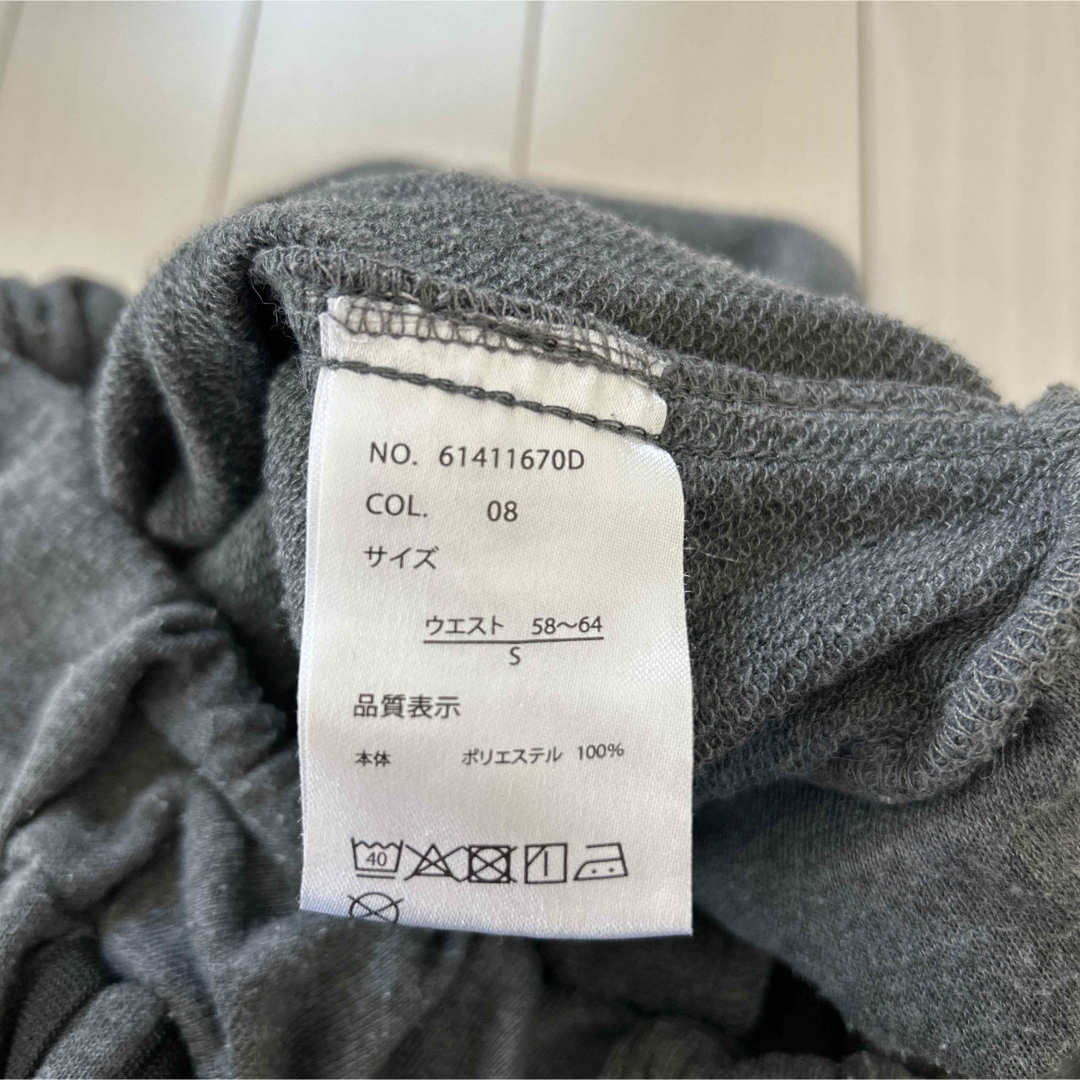 NO. 61411670D
COL. 08
サイズ
ウエスト 58〜64
S
品質表示
本体 ポリエステル 100%
40